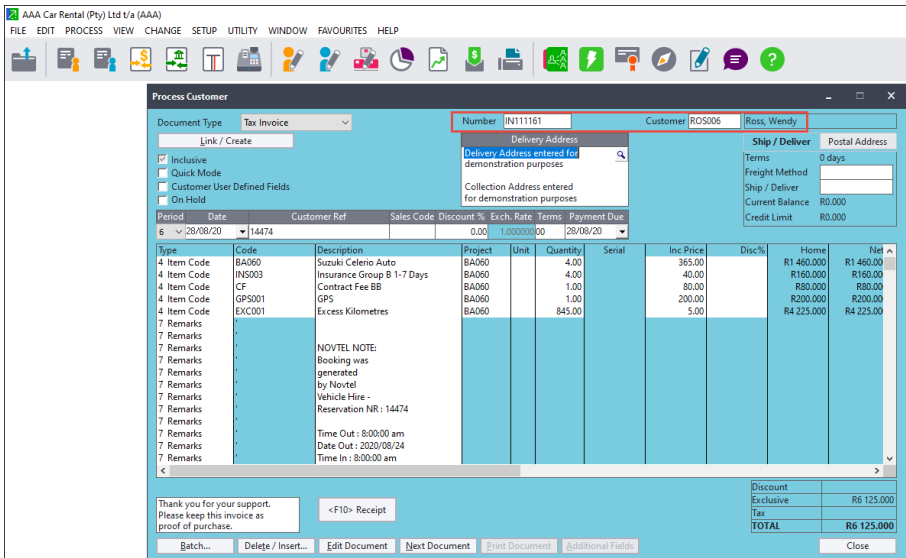 AAA Car Rental (Pty) Ltd t/a (AAA)
FILE EDIT PROCESS VIEW CHANGE SETUP UTILITY WINDOW FAVOURITES HELP
Process Customer
Document Type Tax Invoice Number IN111161 Customer ROS006 Ross, Wendy
Link / Create Delivery Address Ship / Deliver Postal Address
Inclusive Delivery Address entered for Terms 0 days
Quick Mode demonstration purposes Freight Method
Customer User Defined Fields Collection Address entered Ship / Deliver
On Hold for demonstration purposes Current Balance R0.000
Credit Limit R0.000
Period Date Customer Ref Sales Code Discount % Exch. Rate Terms Payment Due
6 28/08/20 14474 0.00 1.000000 00 28/08/20
Type Code Description Project Unit Quantity Serial Inc Price Disc% Home Net
4 Item Code BA060 Suzuki Celerio Auto BA060 4.00 365.00 R1 460.000 R1 460.00
4 Item Code INS003 Insurance Group B 1-7 Days BA060 4.00 40.00 R160.000 R160.00
4 Item Code CF Contract Fee BB BA060 1.00 80.00 R80.000 R80.00
4 Item Code GPS001 GPS BA060 1.00 200.00 R200.000 R200.00
4 Item Code EXC001 Excess Kilometres BA060 845.00 5.00 R4 225.000 R4 225.00
7 Remarks '
7 Remarks '
7 Remarks ' NOVTEL NOTE:
7 Remarks ' Booking was
7 Remarks ' generated
7 Remarks ' by Novtel
7 Remarks ' Vehicle Hire -
7 Remarks ' Reservation NR : 14474
7 Remarks '
7 Remarks ' Time Out : 8:00:00 am
7 Remarks ' Date Out : 2020/08/24
7 Remarks ' Time In : 8:00:00 am
Discount
Thank you for your support. Exclusive R6 125.000
Please keep this invoice as <F10> Receipt Tax
proof of purchase. TOTAL R6 125.000
Batch... Delete / Insert... Edit Document Next Document Print Document Additional Fields Close